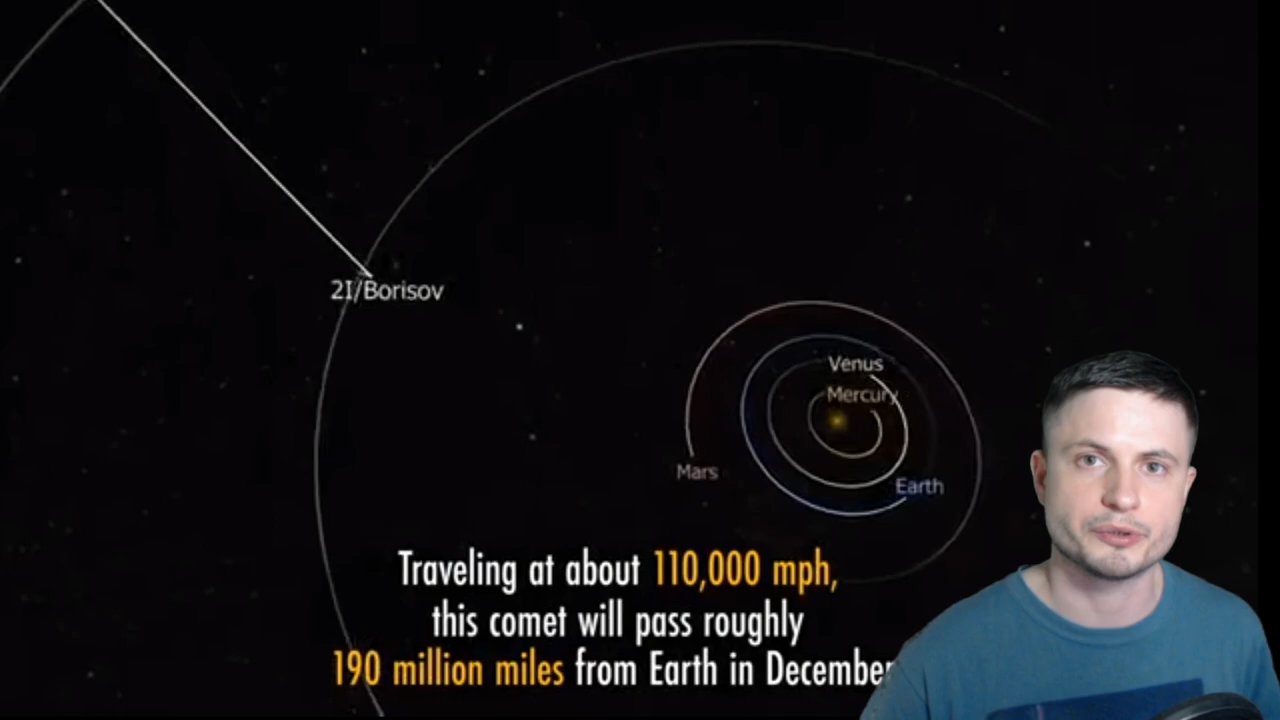 2I/Borisov
Venus
Mercury
Mars
Earth
Traveling at about 110,000 mph,
this comet will pass roughly
190 million miles from Earth in December